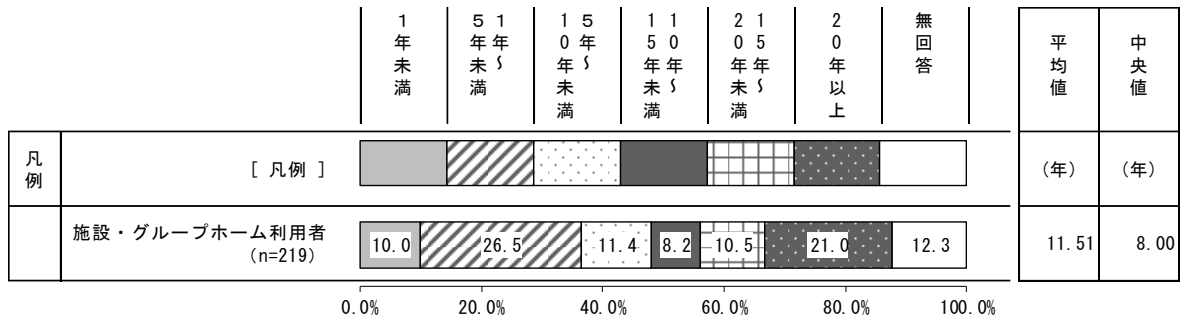 1年未満
1年～5年未満
5年～10年未満
10年～15年未満
15年～20年未満
20年以上
無回答
平均値
中央値
凡例
[ 凡例 ]
（年）
（年）
施設・グループホーム利用者
(n=219)
10.0
26.5
11.4
8.2
10.5
21.0
12.3
11.51
8.00
0.0%
20.0%
40.0%
60.0%
80.0%
100.0%